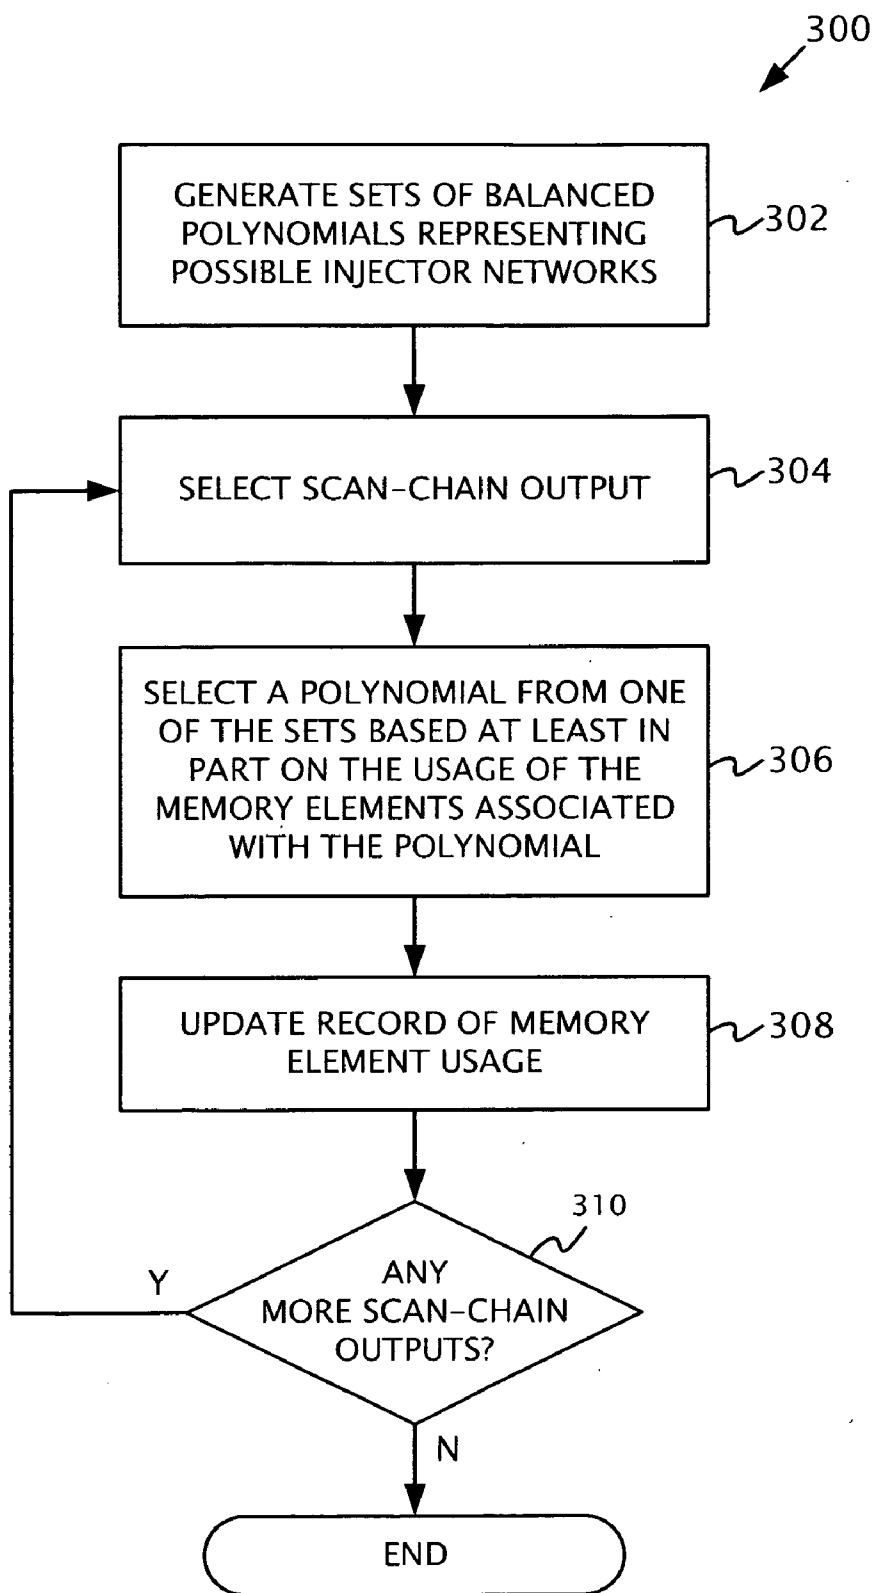 300
GENERATE SETS OF BALANCED
POLYNOMIALS REPRESENTING
POSSIBLE INJECTOR NETWORKS
302
SELECT SCAN-CHAIN OUTPUT
304
SELECT A POLYNOMIAL FROM ONE
OF THE SETS BASED AT LEAST IN
PART ON THE USAGE OF THE
MEMORY ELEMENTS ASSOCIATED
WITH THE POLYNOMIAL
306
UPDATE RECORD OF MEMORY
ELEMENT USAGE
308
310
ANY
MORE SCAN-CHAIN
OUTPUTS?
Y
N
END